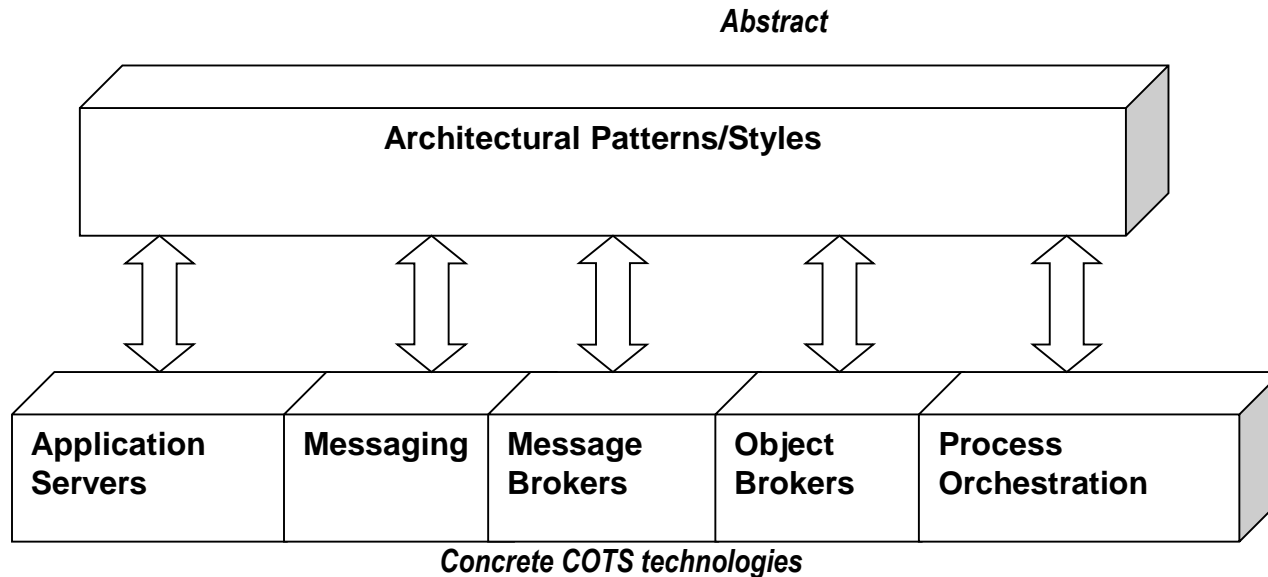 Abstract
Architectural Patterns/Styles
Application
Servers
Messaging
Message
Brokers
Object
Brokers
Process
Orchestration
Concrete COTS technologies